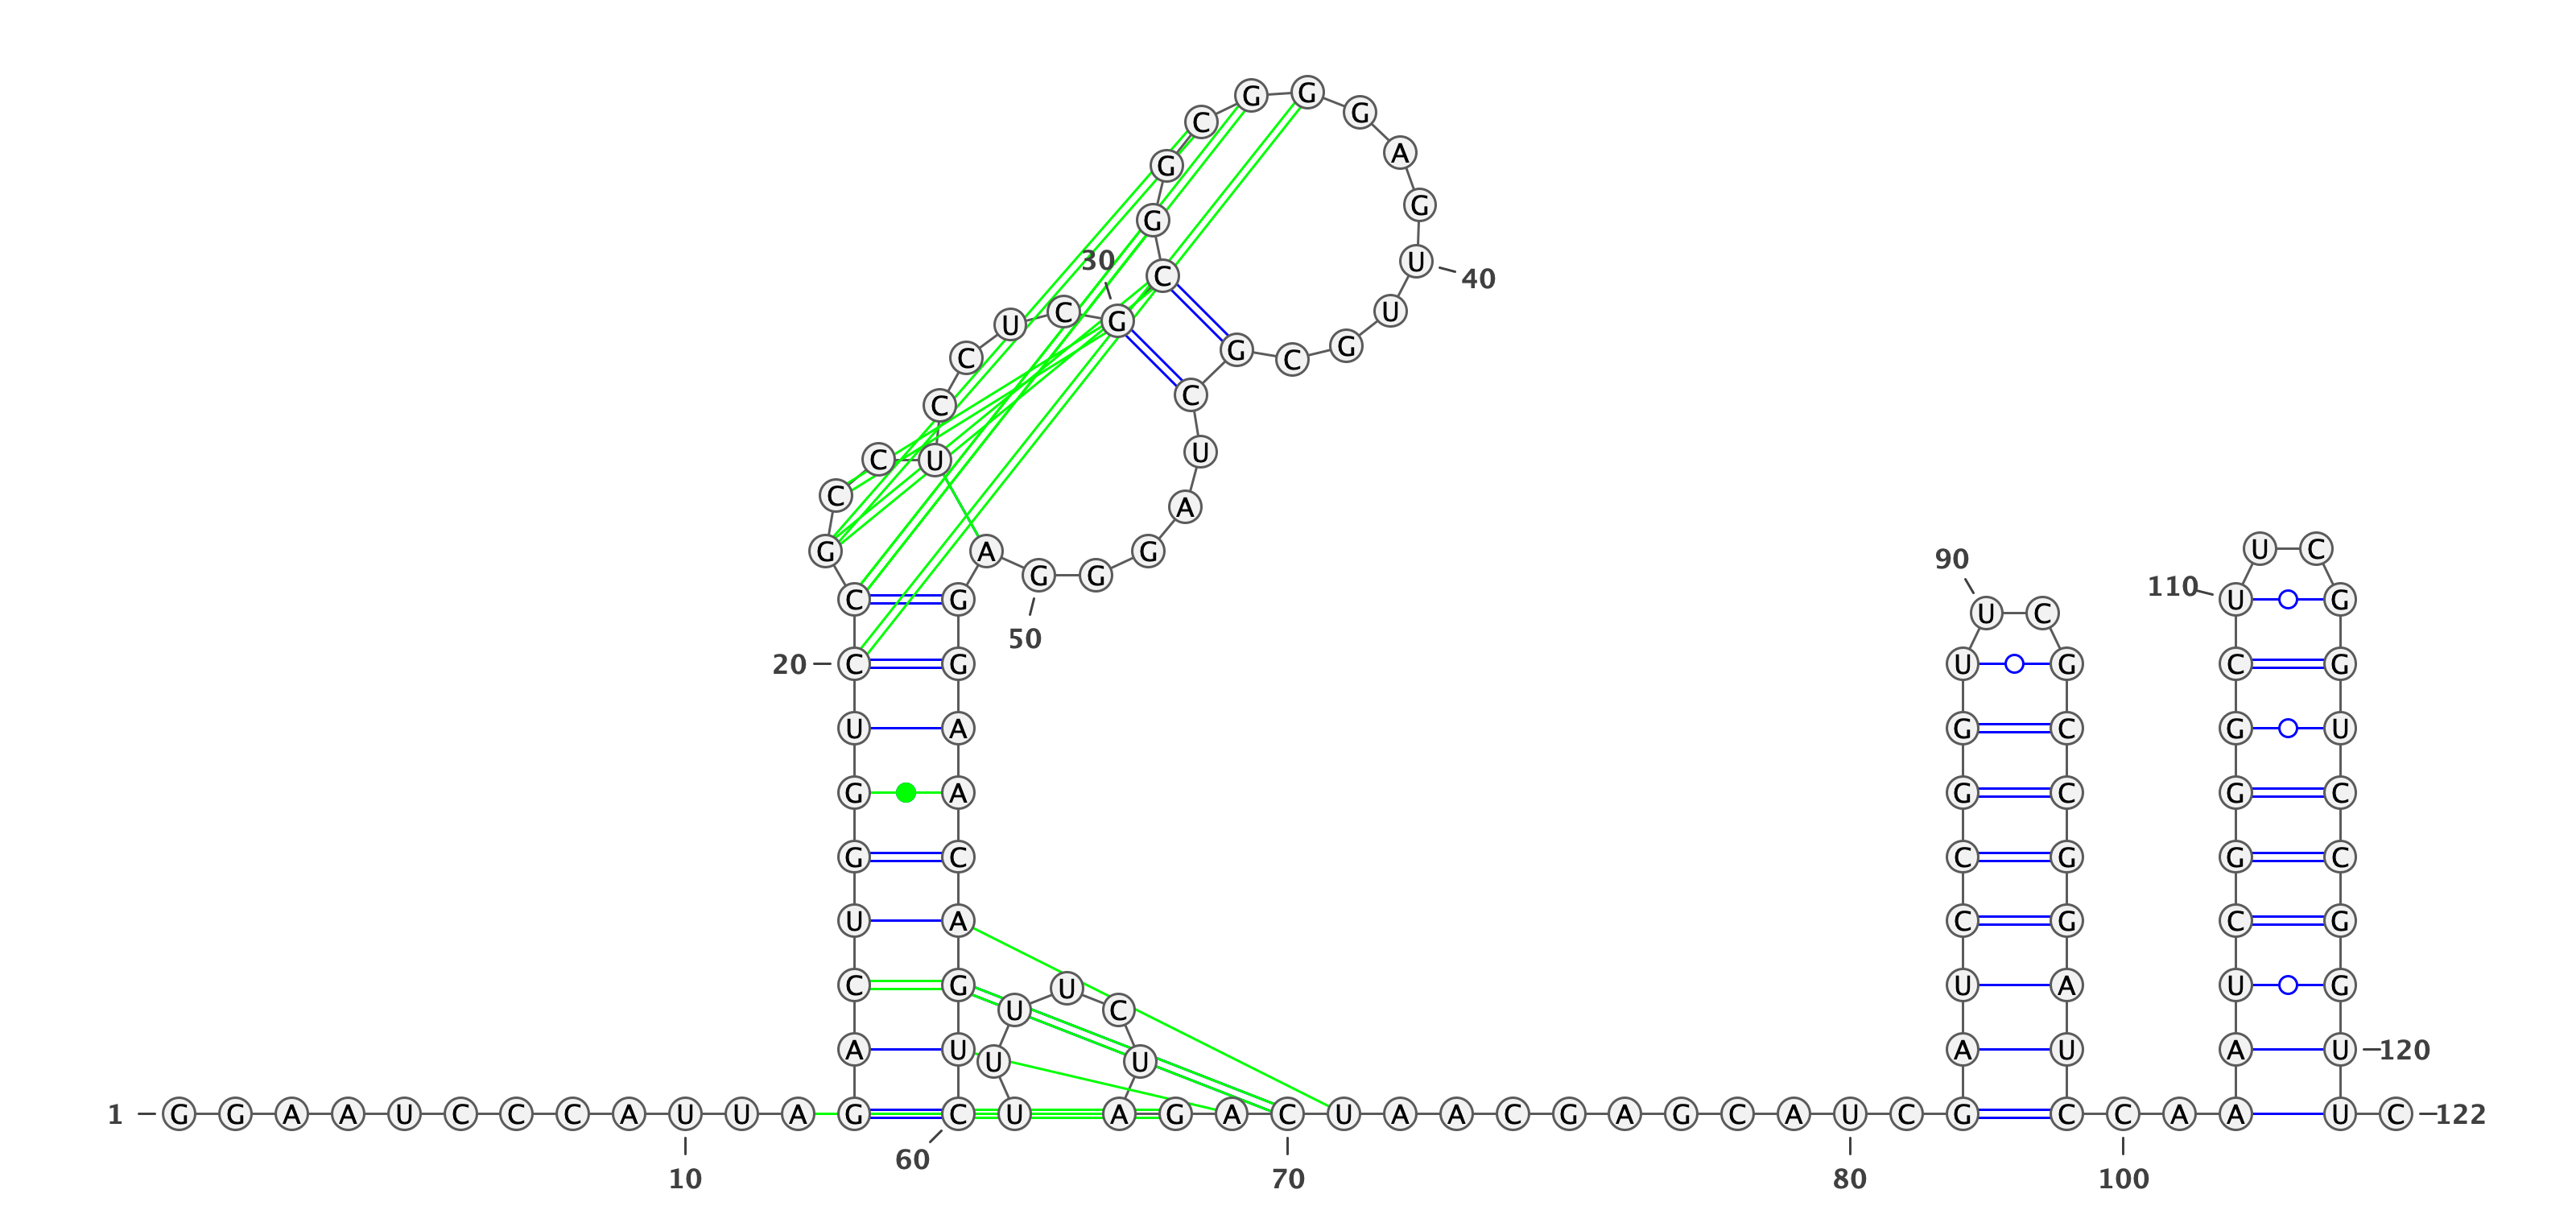 G G
C G
A
G
G
G
30 U 40
C
U C G U
C G C G
C C
C U U
C A
G A G 90 U C
G G
C G U C 110 U G
50
20 C G U G C G
U A G C G U
G A G C G C
G C C G G C
U A C G C G
C G U U A U G
U C
A U A U A U 120
U U
1 G G A A U C C C A U U A G C U A G A C U A A C G A G C A U C G C C A A U C 122
60
10 70 80 100